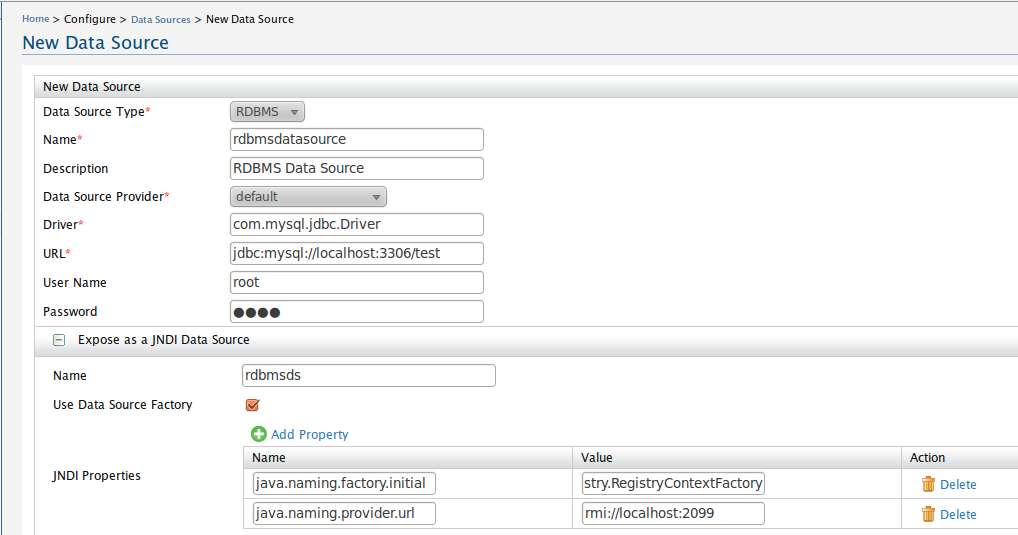 Home > Configure > Data Sources > New Data Source
New Data Source
New Data Source
Data Source Type* RDBMS
Name* rdbmsdatasource
Description RDBMS Data Source
Data Source Provider* default
Driver* com.mysql.jdbc.Driver
URL* jdbc:mysql://localhost:3306/test
User Name root
Password ●●●●
Expose as a JNDI Data Source
Name rdbmsds
Use Data Source Factory
Add Property
JNDI Properties
Name Value Action
java.naming.factory.initial stry.RegistryContextFactory Delete
java.naming.provider.url rmi://localhost:2099 Delete